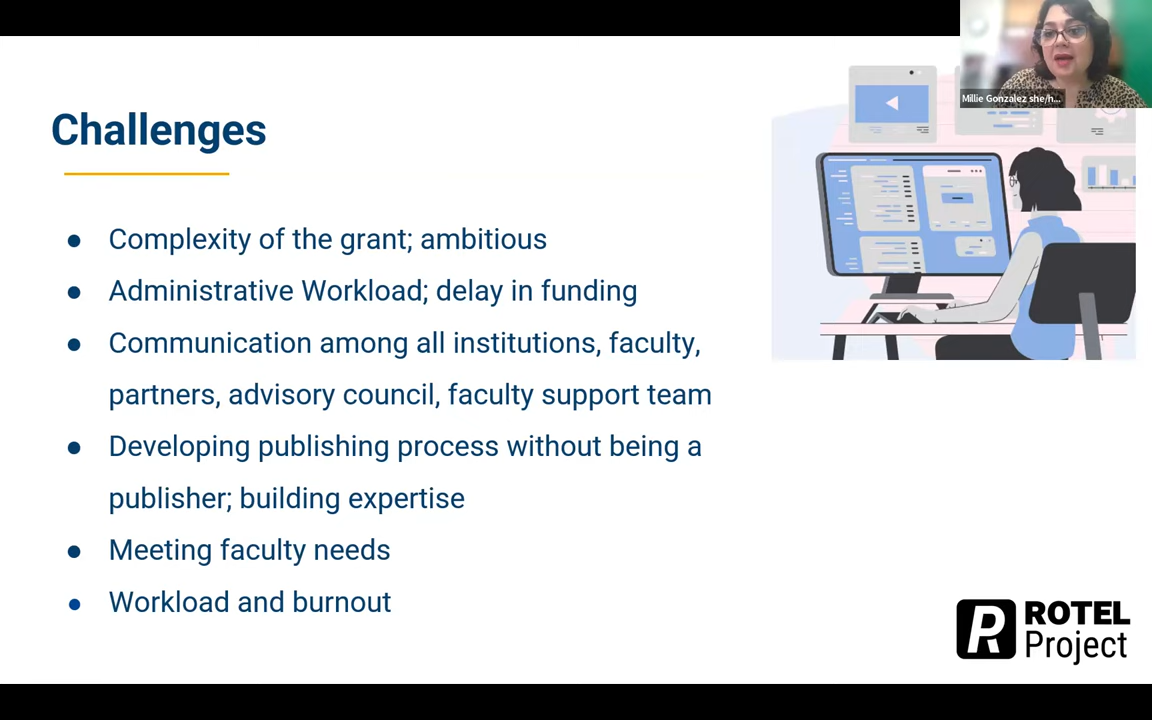 Millie Gonzalez she/h...
Challenges
● Complexity of the grant; ambitious
● Administrative Workload; delay in funding
● Communication among all institutions, faculty,
partners, advisory council, faculty support team
● Developing publishing process without being a
publisher; building expertise
● Meeting faculty needs
● Workload and burnout
R ROTEL
Project